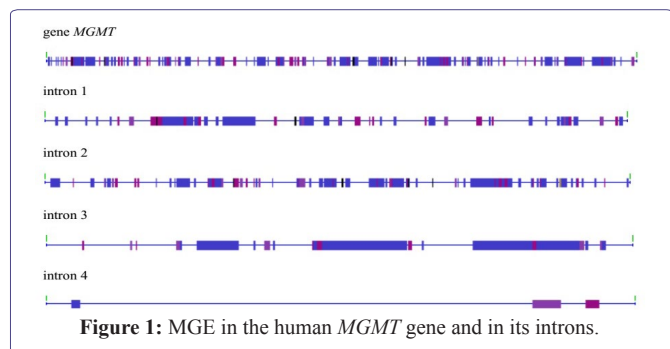 gene MGMT
intron 1
intron 2
intron 3
intron 4
Figure 1: MGE in the human MGMT gene and in its introns.